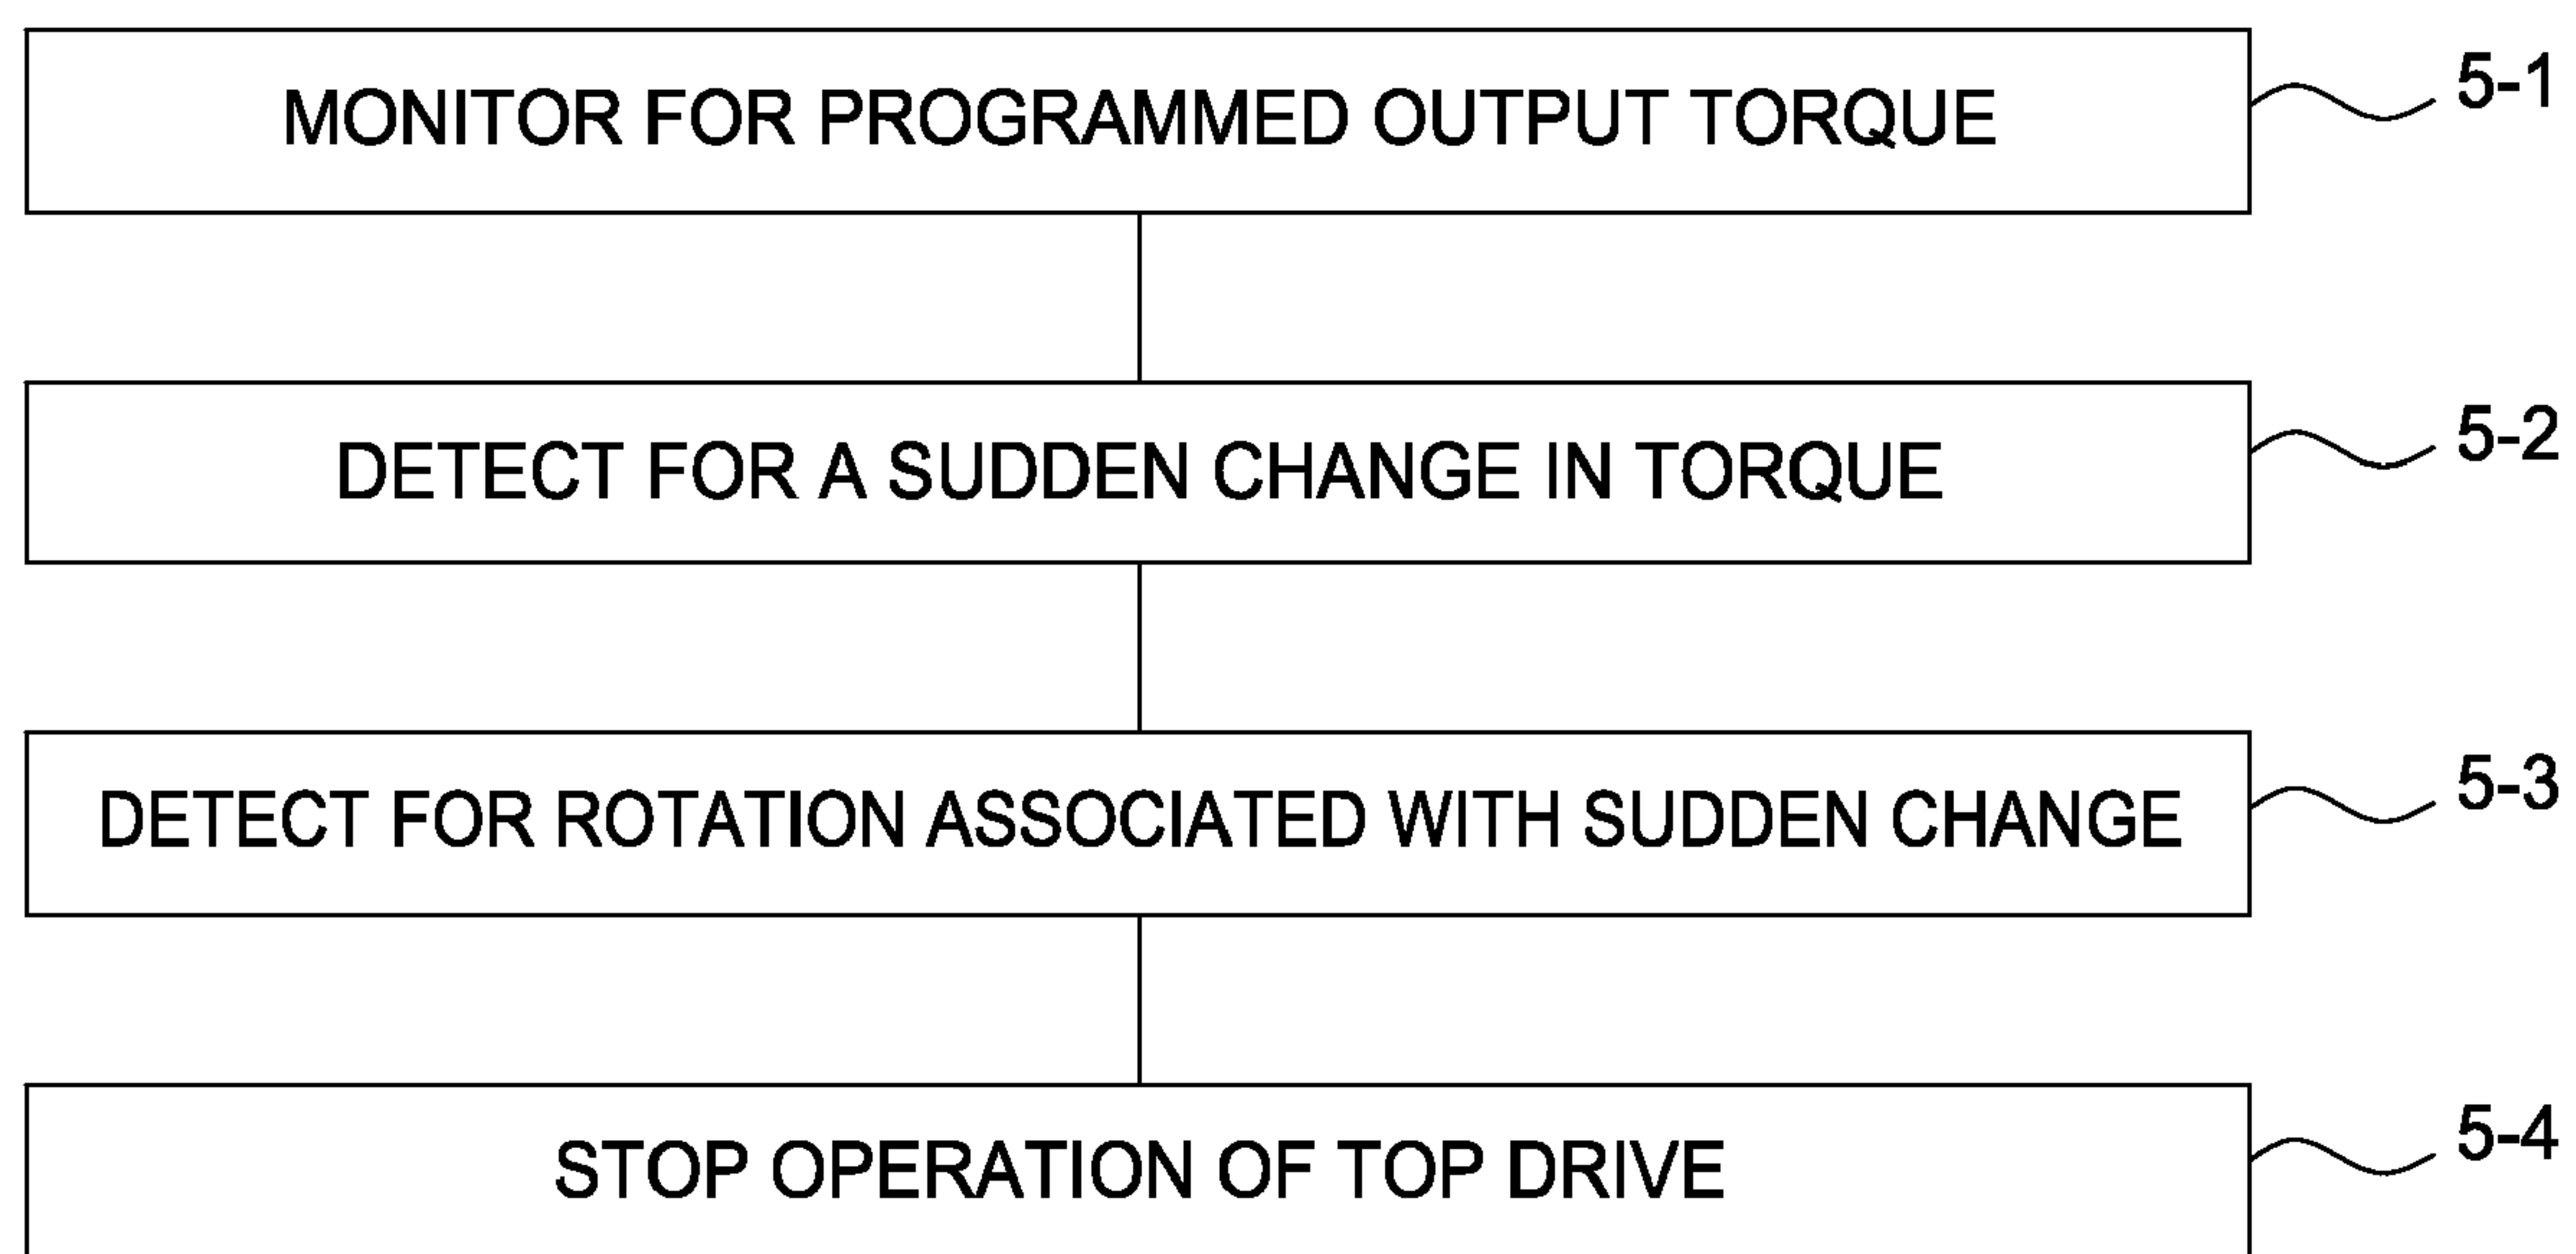 MONITOR FOR PROGRAMMED OUTPUT TORQUE
5-1
DETECT FOR A SUDDEN CHANGE IN TORQUE
5-2
DETECT FOR ROTATION ASSOCIATED WITH SUDDEN CHANGE
5-3
STOP OPERATION OF TOP DRIVE
5-4